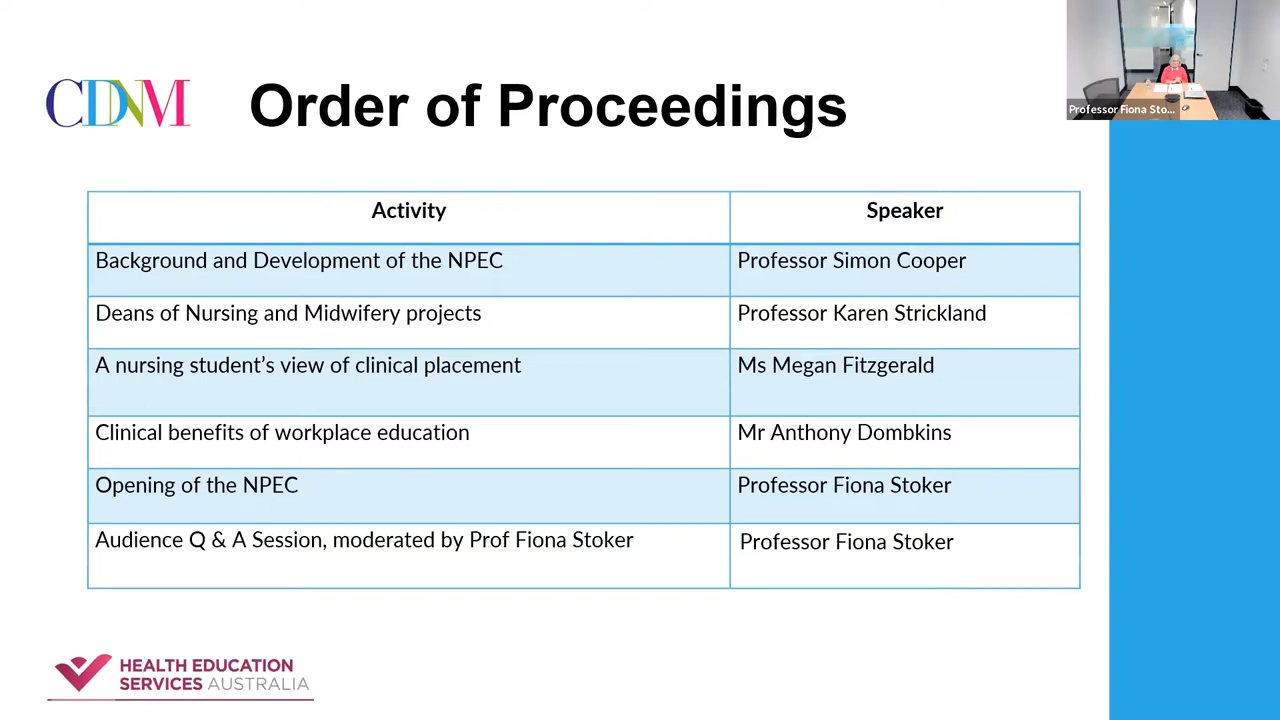 Professor Fiona Sto...
CDNM
Order of Proceedings
Activity
Speaker
Background and Development of the NPEC
Professor Simon Cooper
Deans of Nursing and Midwifery projects
Professor Karen Strickland
A nursing student’s view of clinical placement
Ms Megan Fitzgerald
Clinical benefits of workplace education
Mr Anthony Dombkins
Opening of the NPEC
Professor Fiona Stoker
Audience Q & A Session, moderated by Prof Fiona Stoker
Professor Fiona Stoker
HEALTH EDUCATION
SERVICES AUSTRALIA